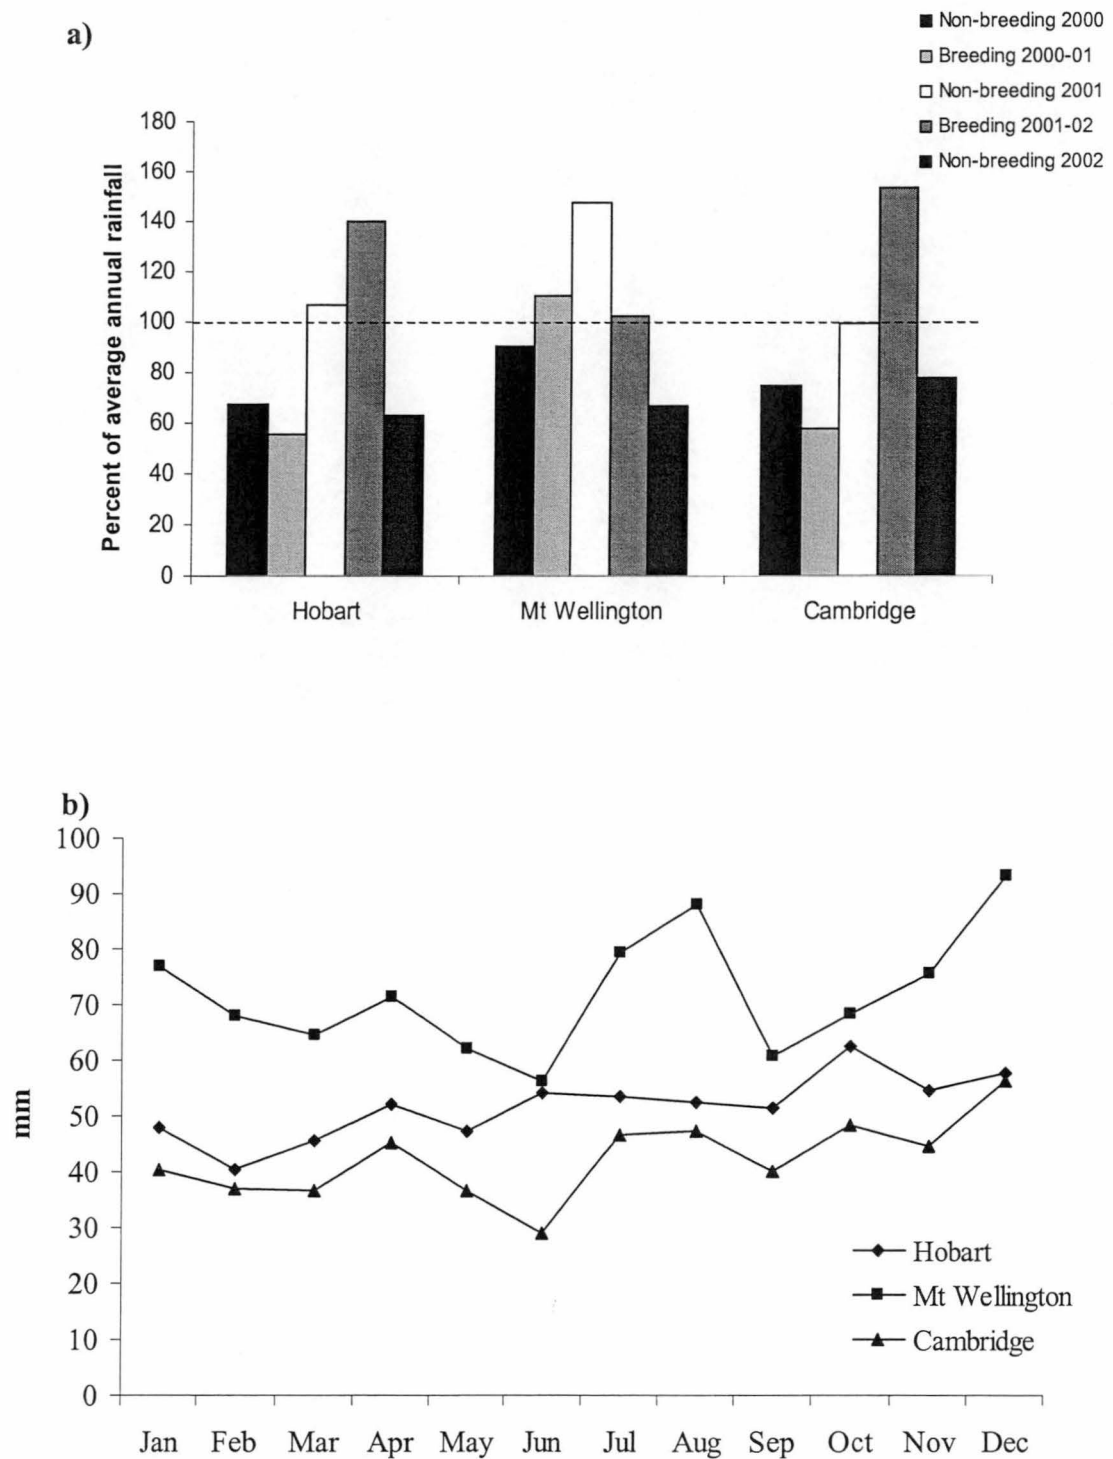 a)
Non-breeding 2000
Breeding 2000-01
Non-breeding 2001
Breeding 2001-02
Non-breeding 2002
Percent of average annual rainfall
180
160
140
120
100
80
60
40
20
0
Hobart Mt Wellington Cambridge
b)
mm
100
90
80
70
60
50
40
30
20
10
0
Hobart
Mt Wellington
Cambridge
Jan Feb Mar Apr May Jun Jul Aug Sep Oct Nov Dec